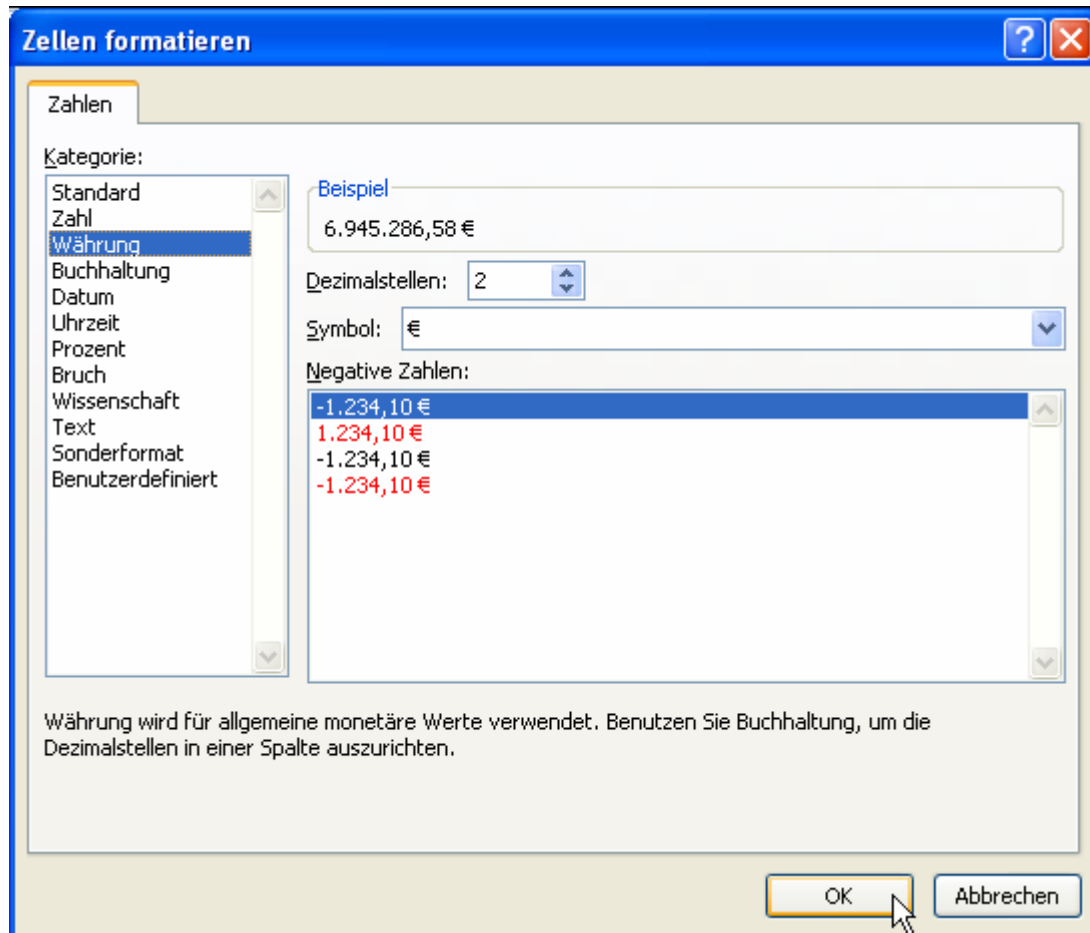 Zellen formatieren
Zahlen
Kategorie:
Standard
Zahl
Währung
Buchhaltung
Datum
Uhrzeit
Prozent
Bruch
Wissenschaft
Text
Sonderformat
Benutzerdefiniert
Beispiel
6.945.286,58 €
Dezimalstellen: 2
Symbol: €
Negative Zahlen:
-1.234,10 €
1.234,10 €
-1.234,10 €
-1.234,10 €
Währung wird für allgemeine monetäre Werte verwendet. Benutzen Sie Buchhaltung, um die
Dezimalstellen in einer Spalte auszurichten.
OK Abbrechen